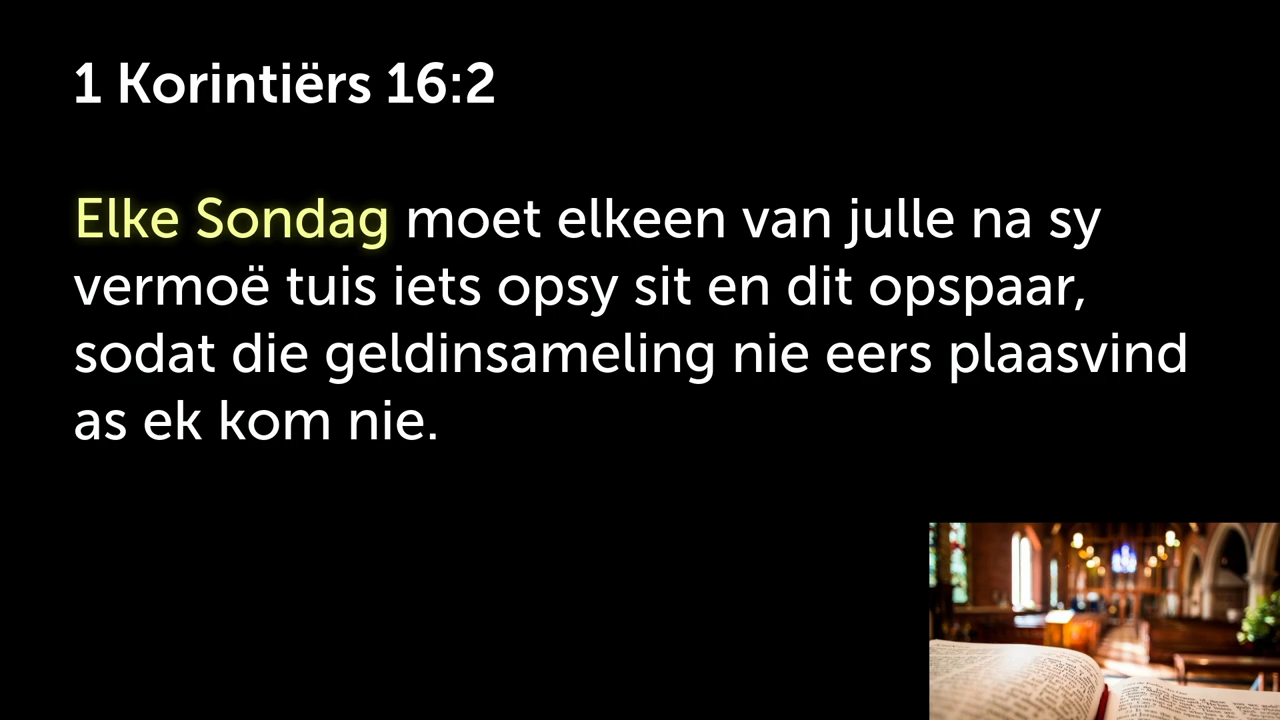 1 Korintiërs 16:2
Elke Sondag moet elkeen van julle na sy
vermoë tuis iets opsy sit en dit opspaar,
sodat die geldinsameling nie eers plaasvind
as ek kom nie.